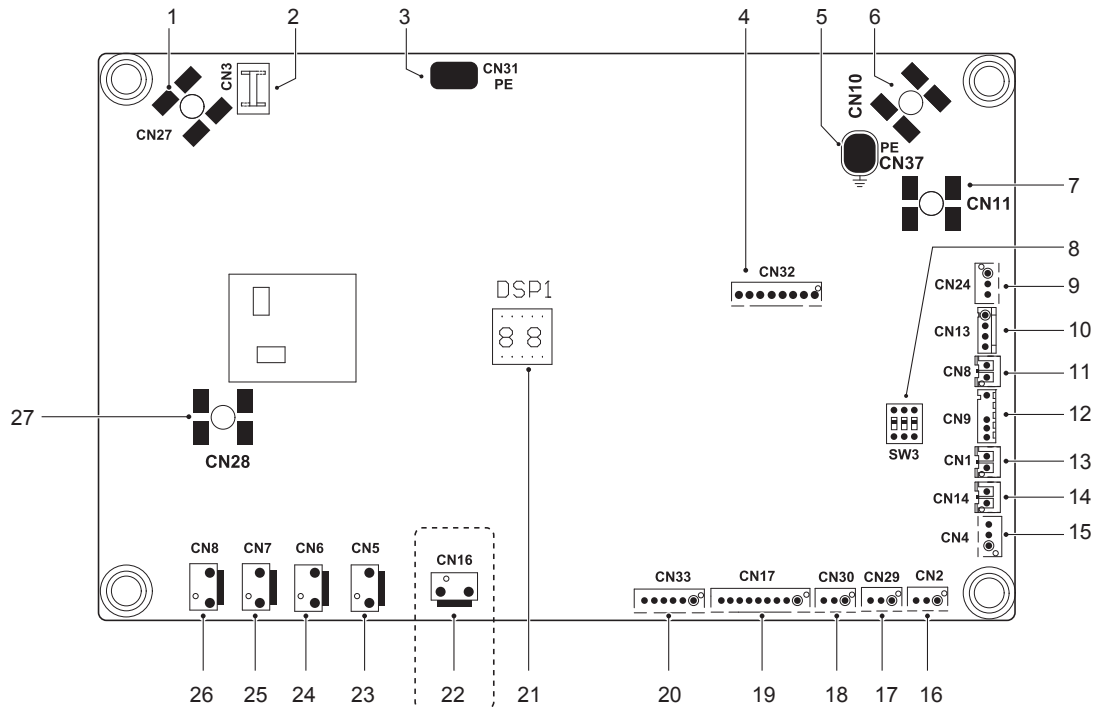 1 2 3 4 5 6
CN3
CN31
PE
CN27
CN10
PE
CN37
7
CN11
8
CN32
CN24 9
DSP1
CN13 10
CN8 11
CN9 12
27
SW3
CN28
CN1 13
CN14 14
CN4 15
CN8 CN7 CN6 CN5 CN16
CN33 CN17 CN30 CN29 CN2
26 25 24 23 22 21 20 19 18 17 16